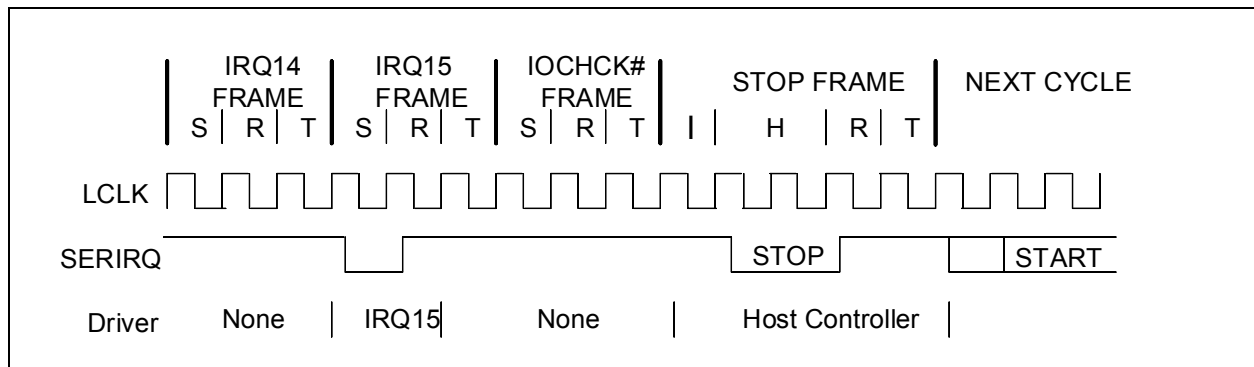 IRQ14 FRAME
IRQ15 FRAME
IOCHCK# FRAME
STOP FRAME
NEXT CYCLE
S R T S R T S R T I H R T
LCLK
SERIRQ STOP START
Driver None IRQ15 None Host Controller